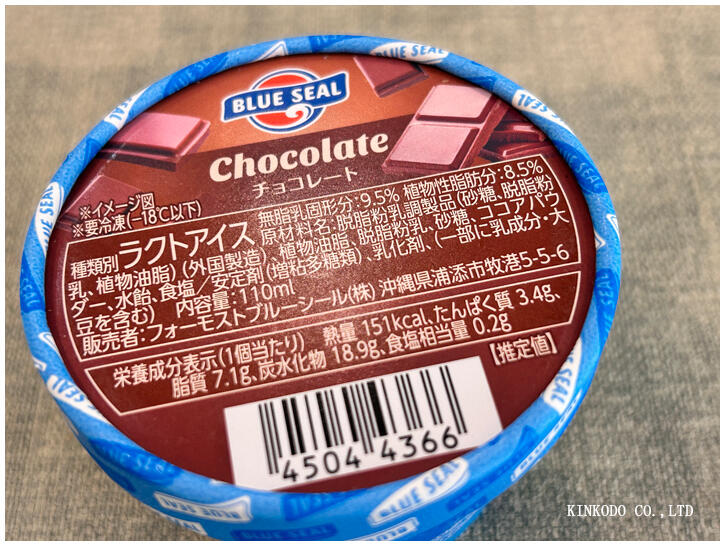 BLUE SEAL
BLUE SEAL
Chocolate
チョコレート
※イメージ図
※要冷凍(−18℃以下)
種類別 ラクトアイス 無脂乳固形分：9.5% 植物性脂肪分：8.5%
原材料名：脱脂粉乳調製品(砂糖、脱脂粉
乳、植物油脂)(外国製造)、植物油脂、脱脂粉乳、砂糖、ココアパウ
ダー、水飴、食塩／安定剤(増粘多糖類)、乳化剤、(一部に乳成分・大
豆を含む) 内容量：110ml
販売者：フォーモストブルーシール(株) 沖縄県浦添市牧港5-5-6
栄養成分表示(1個当たり) 熱量 151kcal、たんぱく質 3.4g、
脂質 7.1g、炭水化物 18.9g、食塩相当量 0.2g
【推定値】
4504 4366
BLUE SEAL
KINKODO CO.,LTD